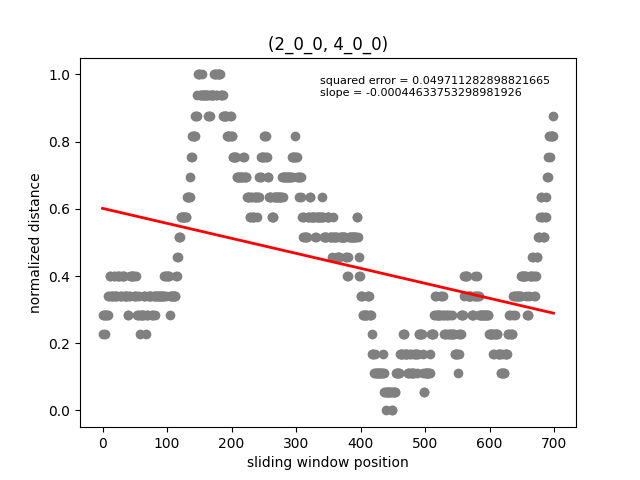 (2_0_0, 4_0_0)
squared error = 0.049711282898821665
slope = -0.00044633753298981926
normalized distance
1.0
0.8
0.6
0.4
0.2
0.0
0 100 200 300 400 500 600 700
sliding window position